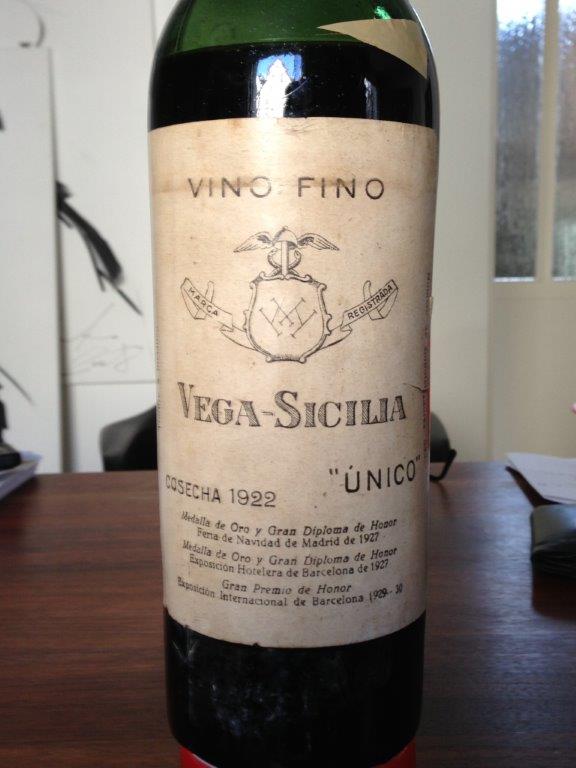 VINO FINO
MARCA REGISTRADA
VEGA-SICILIA
COSECHA 1922
"ÚNICO"
Medalla de Oro y Gran Diploma de Honor
Feria de Navidad de Madrid de 1927
Medalla de Oro y Gran Diploma de Honor
Exposición Hotelera de Barcelona de 1927
Gran Premio de Honor
Exposición Internacional de Barcelona 1929-30